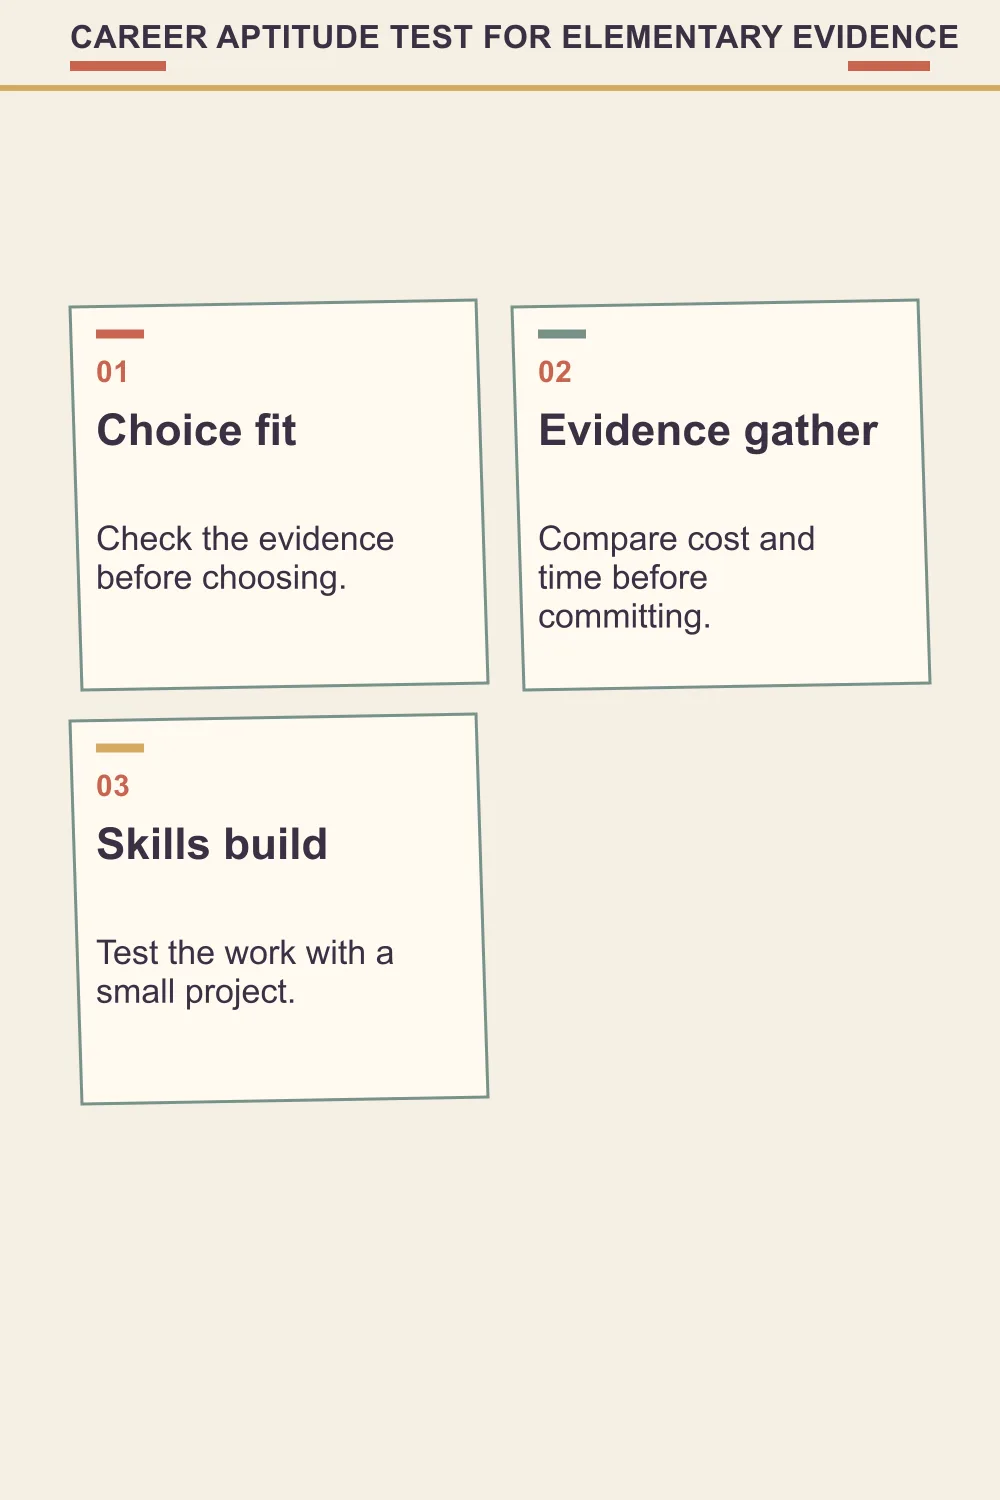 CAREER APTITUDE TEST FOR ELEMENTARY EVIDENCE
01
Choice fit
Check the evidence
before choosing.
02
Evidence gather
Compare cost and
time before
committing.
03
Skills build
Test the work with a
small project.